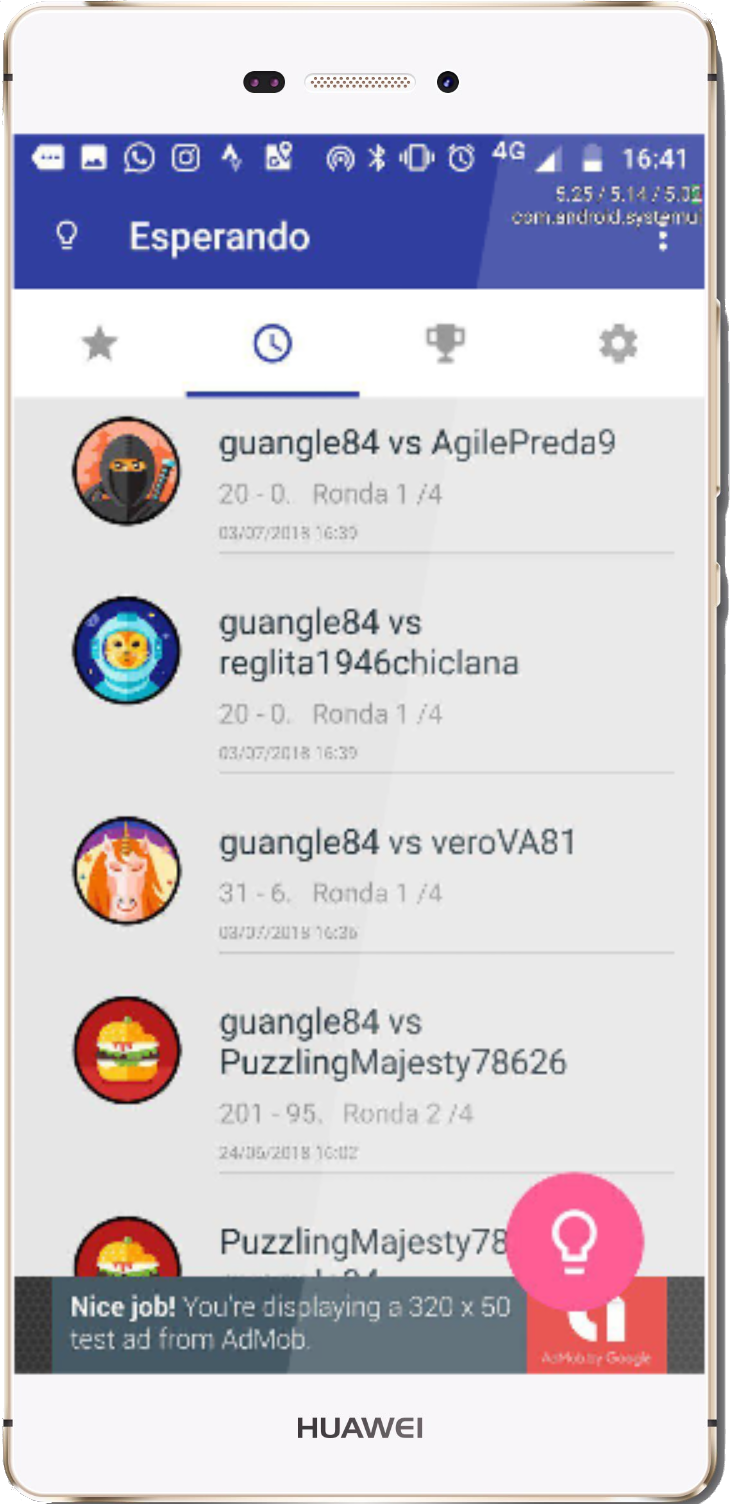 4G 16:41
5.25 / 5.14 / 5.02
com.android.systemui
Esperando
guangle84 vs AgilePreda9
20 - 0. Ronda 1 /4
03/07/2018 16:39
guangle84 vs
reglita1946chiclana
20 - 0. Ronda 1 /4
03/07/2018 16:39
guangle84 vs veroVA81
31 - 6. Ronda 1 /4
03/07/2018 16:36
guangle84 vs
PuzzlingMajesty78626
201 - 95. Ronda 2 /4
24/06/2018 16:02
PuzzlingMajesty78
Nice job! You're displaying a 320 x 50
test ad from AdMob.
AdMob by Google
HUAWEI